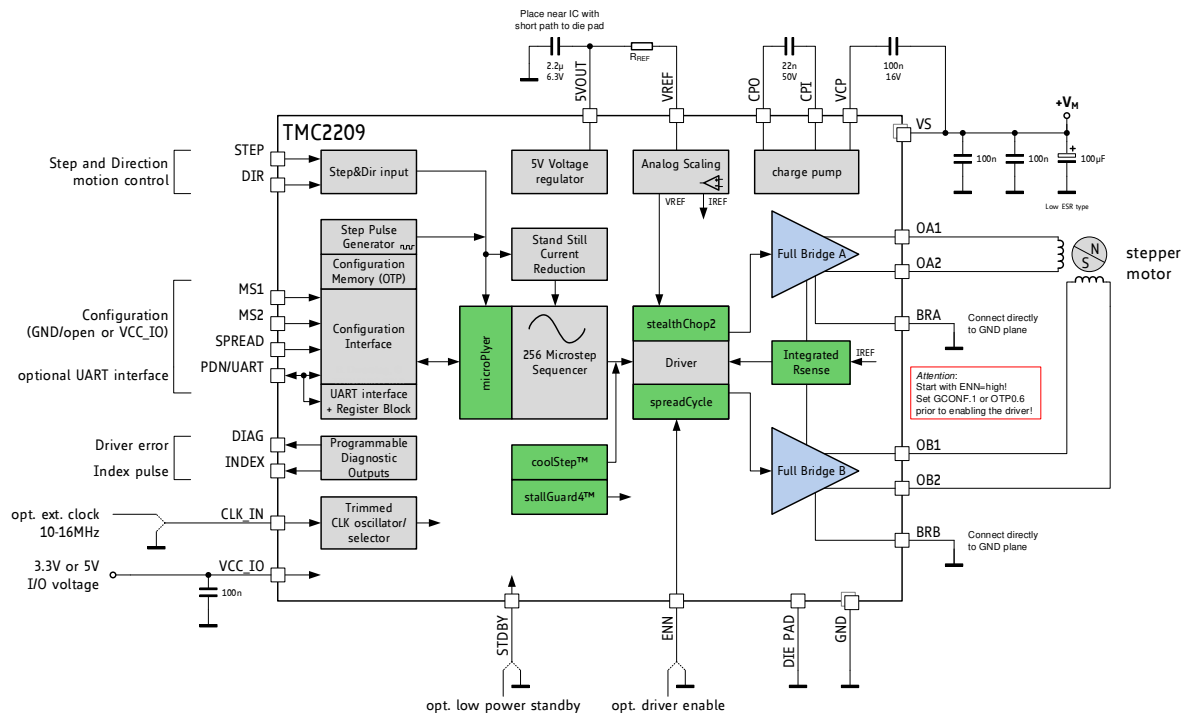 Place near IC with
short path to die pad
2.2µ
6.3V
RREF
22n
50V
100n
16V
5VOUT
VREF
CPO
CPI
VCP
+VM
VS
TMC2209
100n
100n
100µF
+
Low ESR type
Step and Direction
motion control
STEP
DIR
Step&Dir input
5V Voltage
regulator
Analog Scaling
charge pump
VREF
IREF
Step Pulse
Generator
Stand Still
Current
Reduction
Full Bridge A
OA1
OA2
N
S
stepper
motor
Configuration
Memory (OTP)
Configuration
(GND/open or VCC_IO)
optional UART interface
MS1
MS2
SPREAD
PDN/UART
Configuration
Interface
UART interface
+ Register Block
microPlyer
256 Microstep
Sequencer
stealthChop2
Driver
spreadCycle
Integrated
Rsense
IREF
BRA
Connect directly
to GND plane
Attention:
Start with ENN=high!
Set GCONF.1 or OTP0.6
prior to enabling the driver!
Driver error
Index pulse
DIAG
INDEX
Programmable
Diagnostic
Outputs
coolStep™
stallGuard4™
Full Bridge B
OB1
OB2
opt. ext. clock
10-16MHz
CLK_IN
Trimmed
CLK oscillator/
selector
BRB
Connect directly
to GND plane
3.3V or 5V
I/O voltage
VCC_IO
100n
STDBY
ENN
DIE PAD
GND
opt. low power standby
opt. driver enable